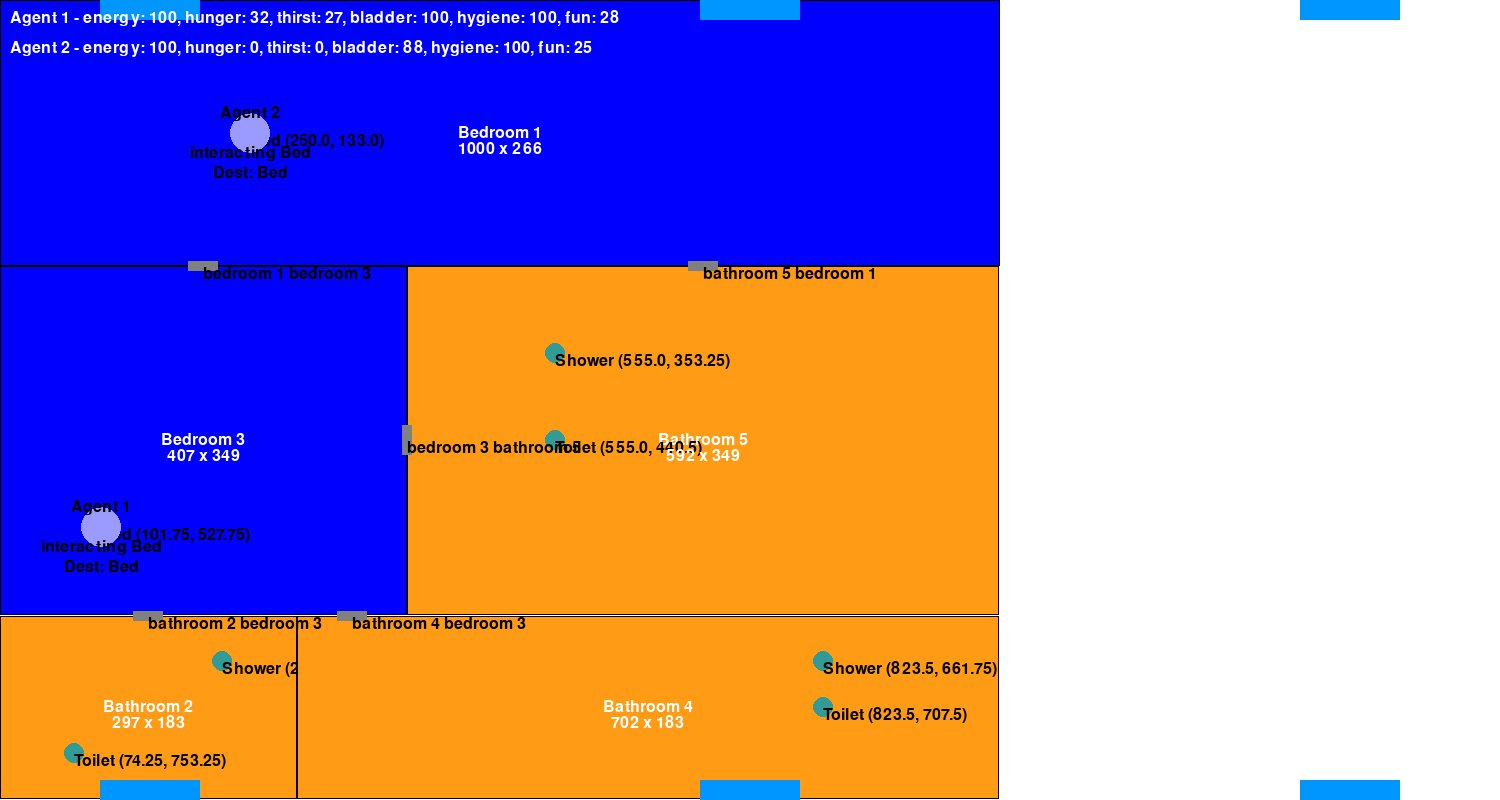 Agent 1 - energy: 100, hunger: 32, thirst: 27, bladder: 100, hygiene: 100, fun: 28
Agent 2 - energy: 100, hunger: 0, thirst: 0, bladder: 88, hygiene: 100, fun: 25
Agent 2
d (250.0, 133.0)
interacting Bed
Dest: Bed
Bedroom 1
1000 x 266
bedroom 1 bedroom 3
bathroom 5 bedroom 1
Shower (555.0, 353.25)
Bedroom 3
407 x 349
bedroom 3 bathroom 5
Toilet (555.0, 440.5)
Bathroom 5
592 x 349
Agent 1
d (101.75, 527.75)
interacting Bed
Dest: Bed
bathroom 2 bedroom 3
bathroom 4 bedroom 3
Shower (2
Shower (823.5, 661.75)
Bathroom 2
297 x 183
Bathroom 4
702 x 183
Toilet (823.5, 707.5)
Toilet (74.25, 753.25)